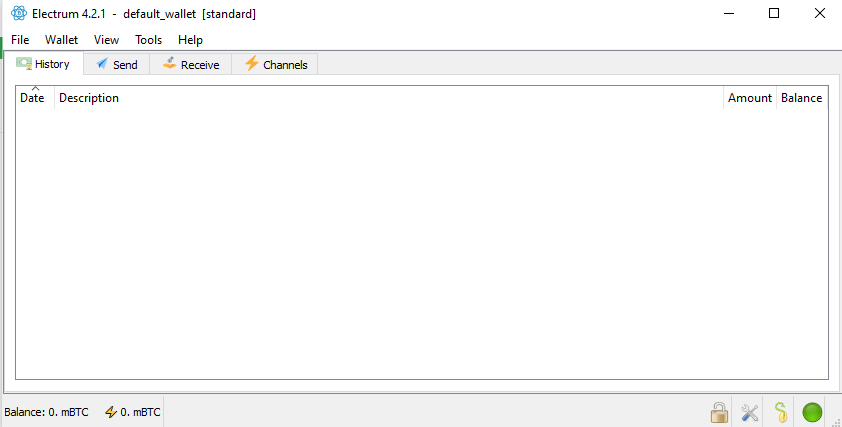 Electrum 4.2.1 - default_wallet [standard]
File Wallet View Tools Help
History Send Receive Channels
Date Description Amount Balance
Balance: 0. mBTC 0. mBTC